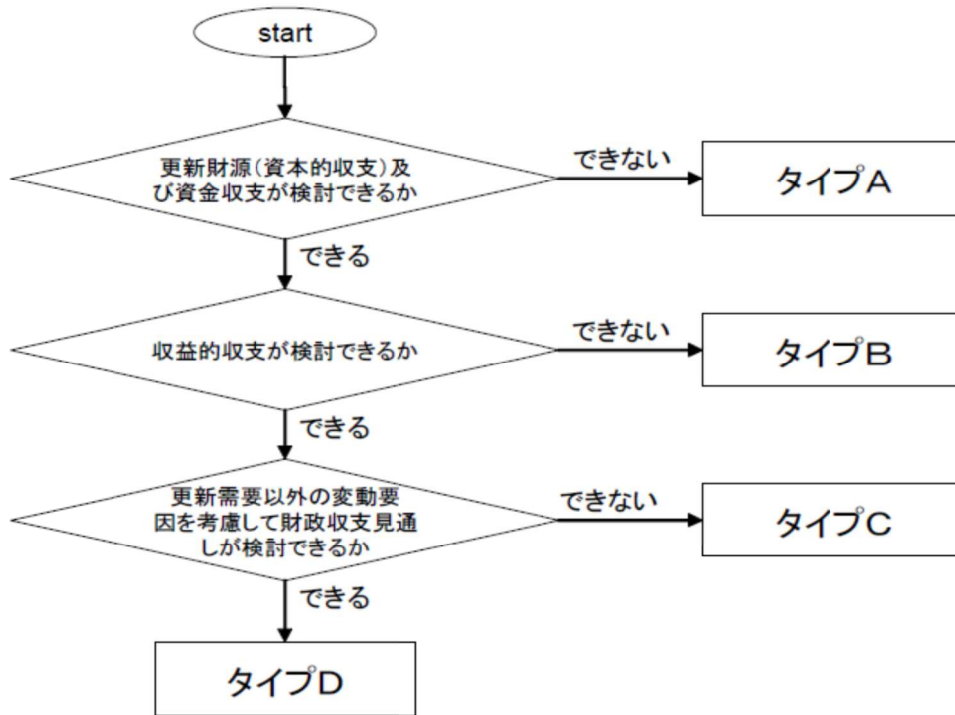 start
更新財源(資本的収支)及
び資金収支が検討できるか
できない
タイプA
できる
収益的収支が検討できるか
できない
タイプB
できる
更新需要以外の変動要
因を考慮して財政収支見通
しが検討できるか
できない
タイプC
できる
タイプD